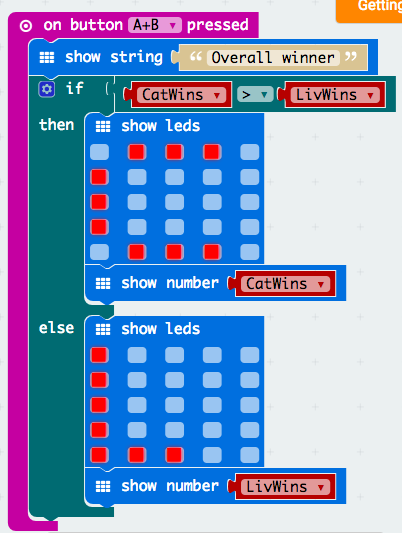 Getting
on button A+B pressed
show string “ Overall winner ”
if CatWins > LivWins
then show leds
show number CatWins
else show leds
show number LivWins